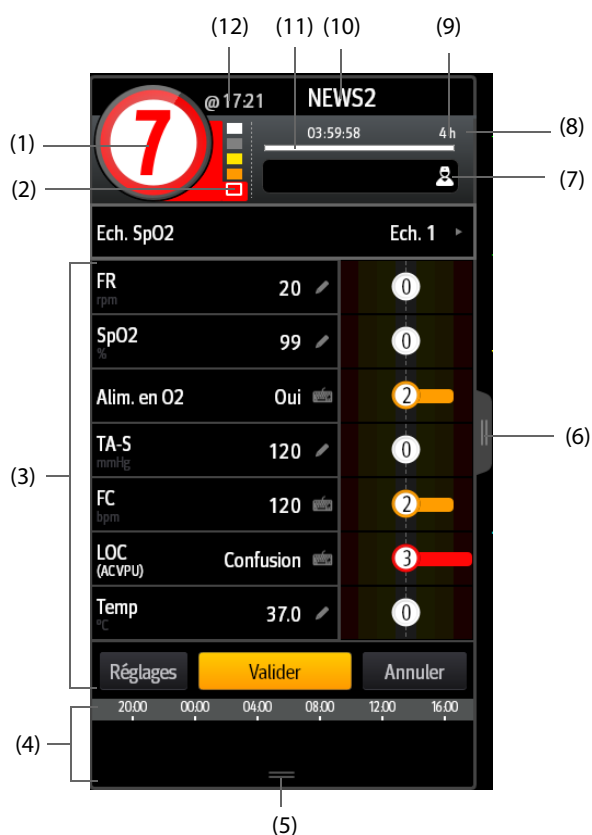 (12) (11) (10) (9)
@ 17:21 NEWS2
7
03:59:58 4 h
(1) (8)
(2) (7)
Ech. SpO2 Ech. 1
FR
rpm 20 0
SpO2
% 99 0
Alim. en O2 Oui 2
(6)
TA-S
mmHg 120 0
(3)
FC
bpm 120 2
LOC
(ACVPU) Confusion 3
Temp
°C 37.0 0
Réglages Valider Annuler
20:00 00:00 04:00 08:00 12:00 16:00
(4)
(5)